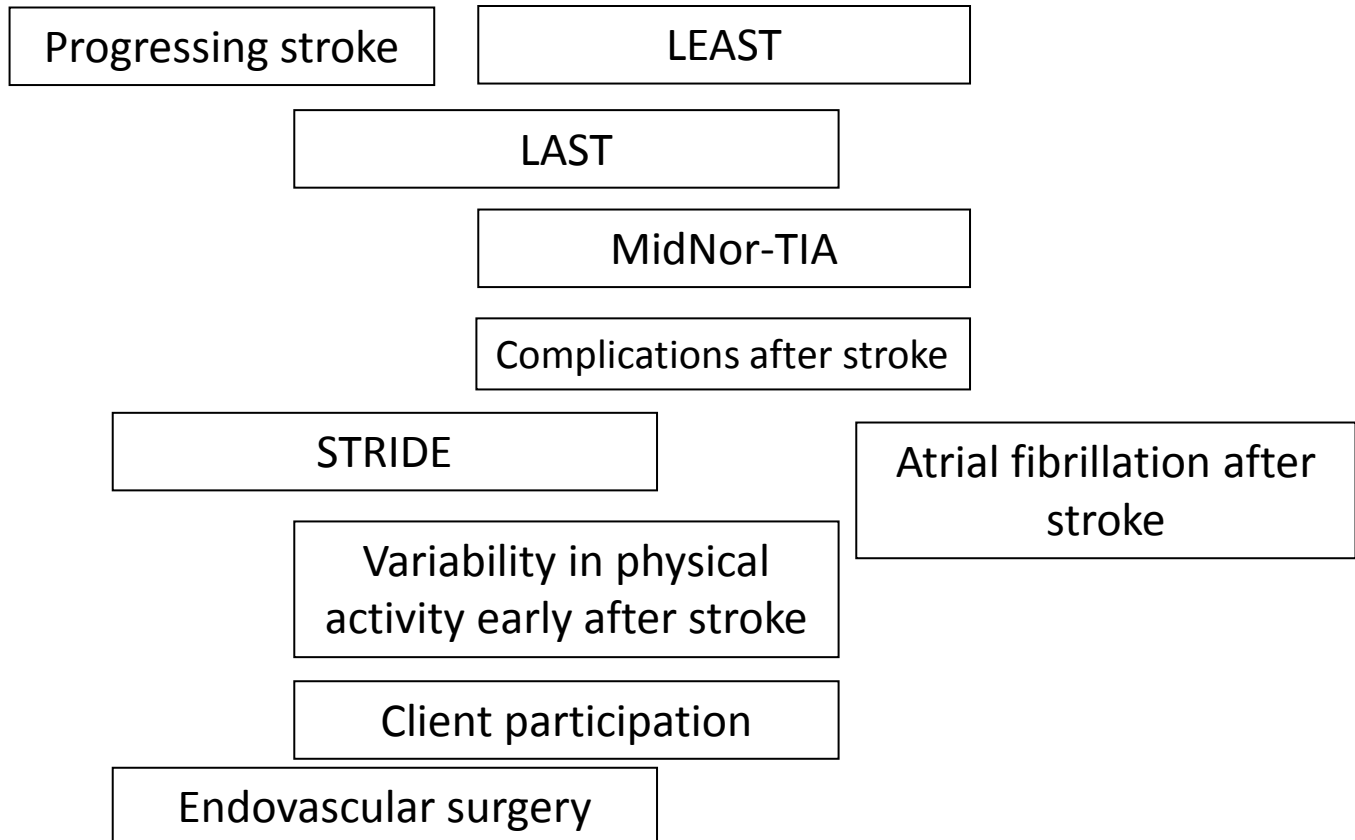 Progressing stroke
LEAST
LAST
MidNor-TIA
Complications after stroke
STRIDE
Atrial fibrillation after
stroke
Variability in physical
activity early after stroke
Client participation
Endovascular surgery